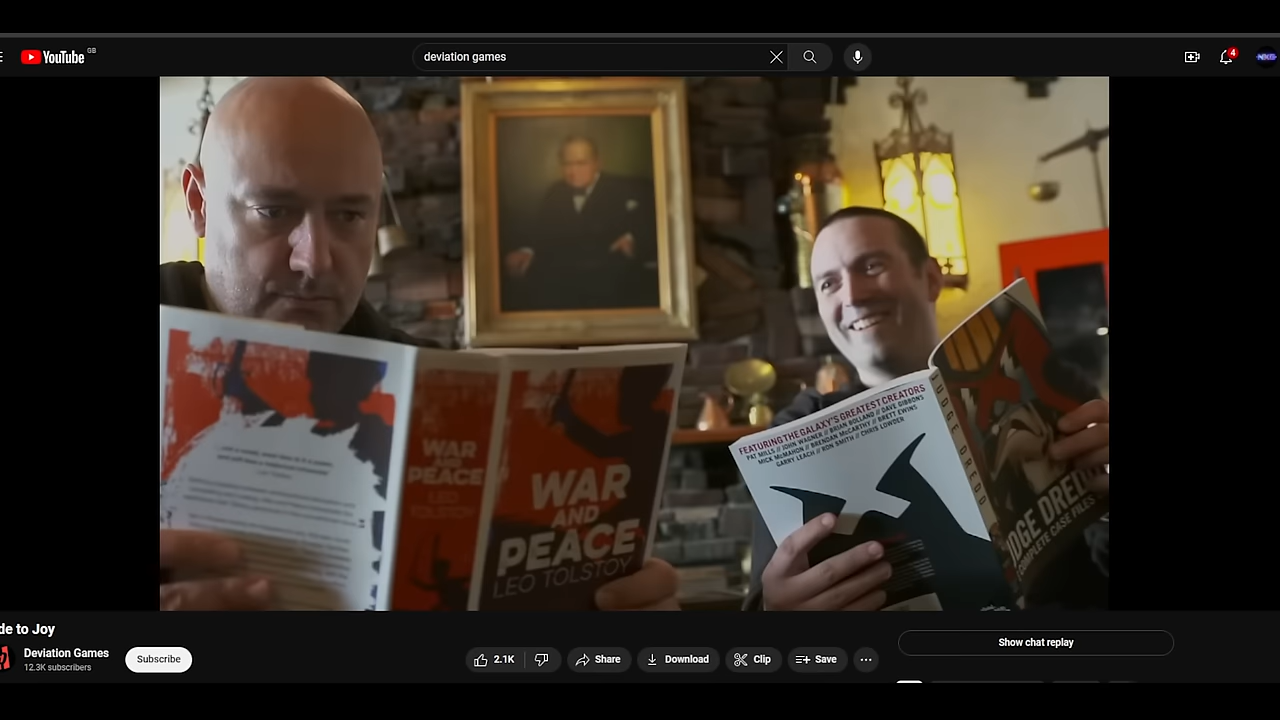 YouTube GB
deviation games
4
WAR
AND
PEACE
LEO
TOLSTOY
WAR
AND
PEACE
LEO TOLSTOY
FEATURING THE GALAXY'S GREATEST CREATORS
PAT MILLS // JOHN WAGNER // BRIAN BOLLAND // DAVE GIBBONS
MICK McMAHON // BRENDAN McCARTHY // BRETT EWINS
GARRY LEACH // RON SMITH // CHRIS LOWDER
JUDGE DREDD
DGE DREDD
COMPLETE CASE FILES
de to Joy
Deviation Games
12.3K subscribers
Subscribe
2.1K
Share
Download
Clip
Save
Show chat replay